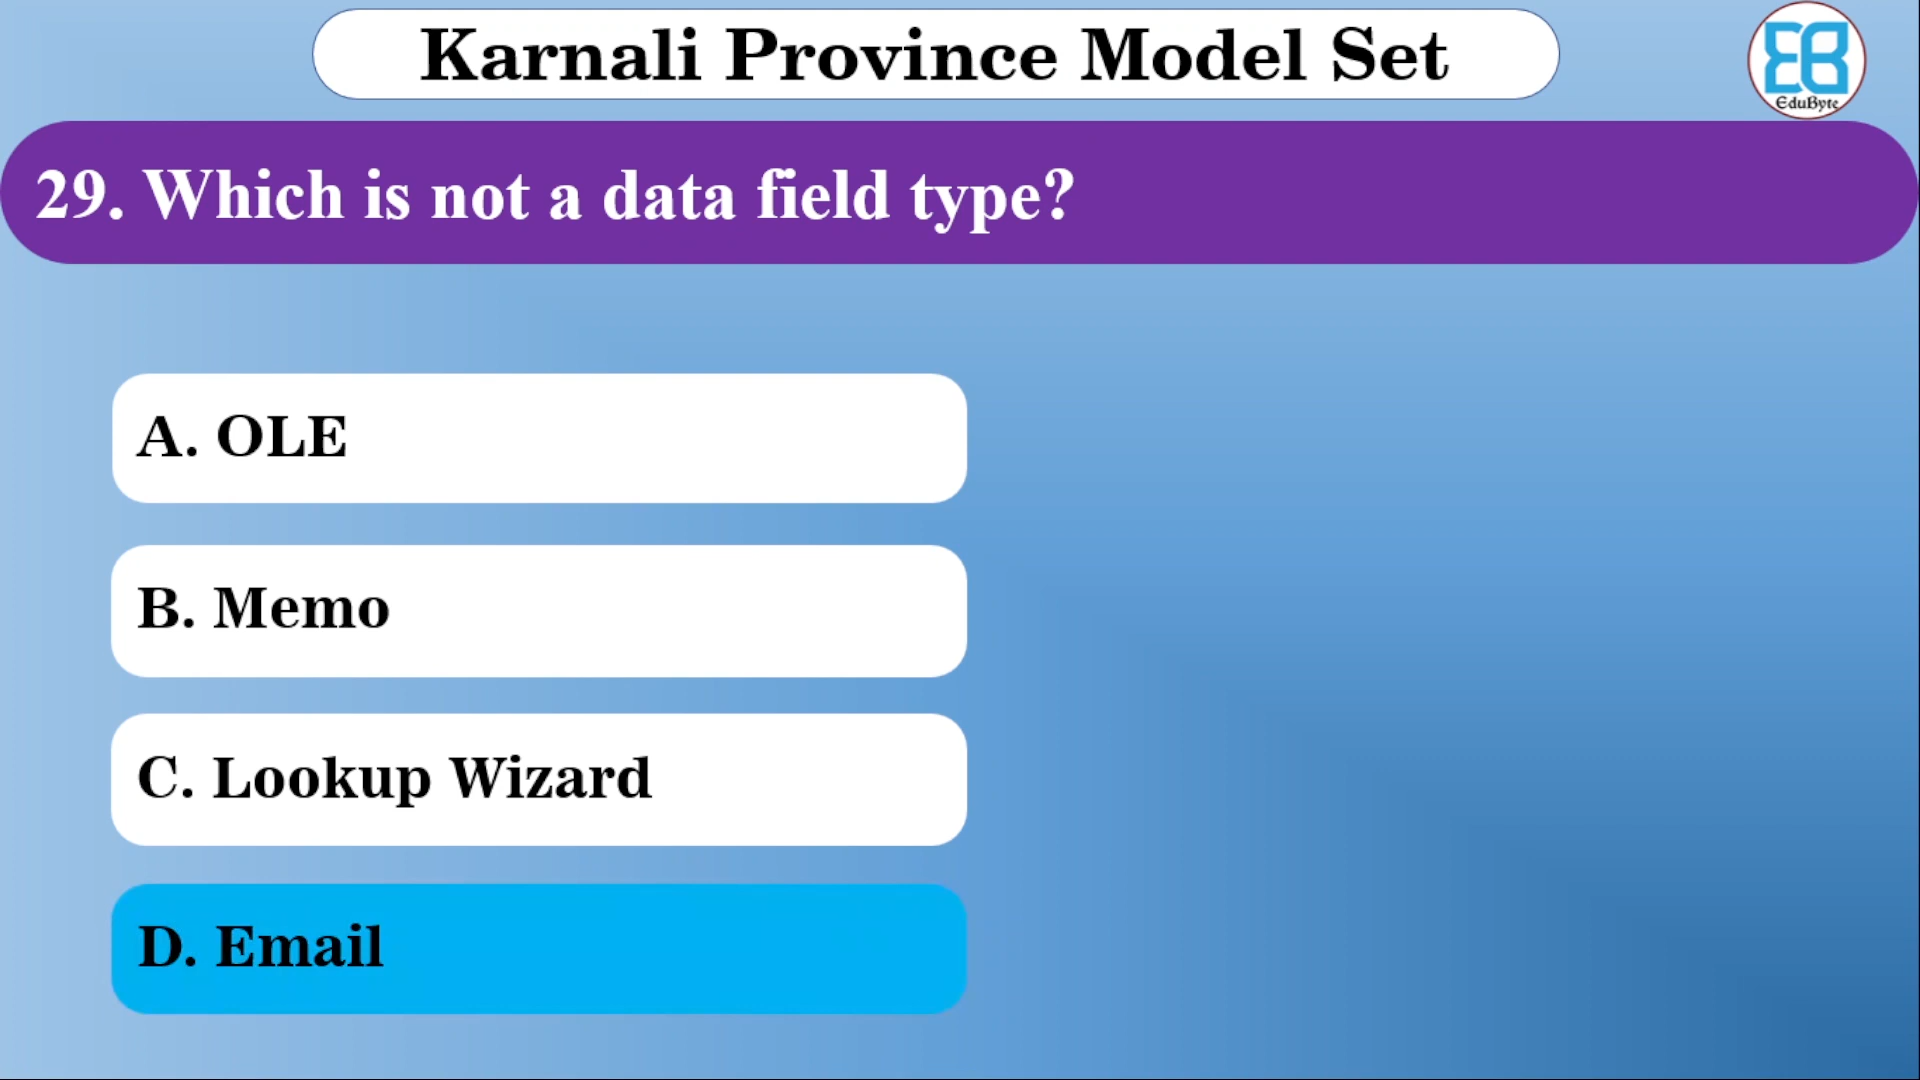 Karnali Province Model Set
EduByte
29. Which is not a data field type?
A. OLE
B. Memo
C. Lookup Wizard
D. Email